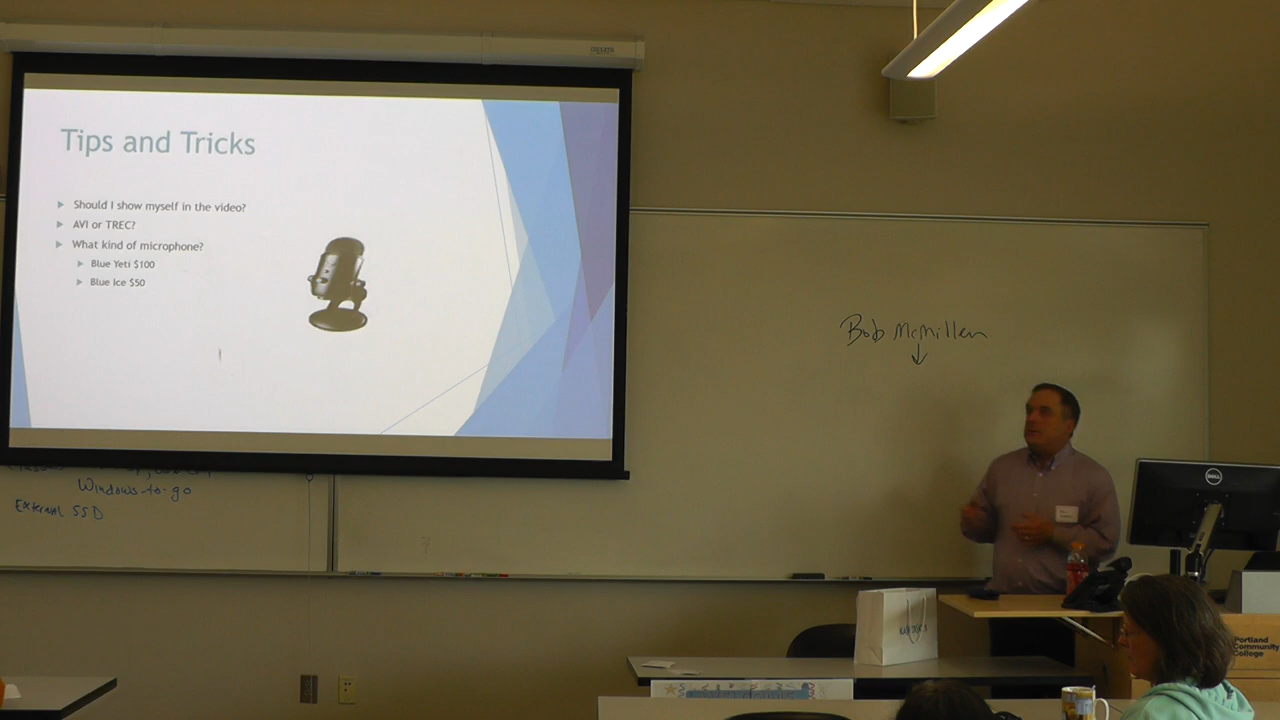 Tips and Tricks
Should I show myself in the video?
AVI or TREC?
What kind of microphone?
Blue Yeti $100
Blue Ice $50
Bob McMillen
Windows-to-go
External SSD
DELL
Portland
Community
College